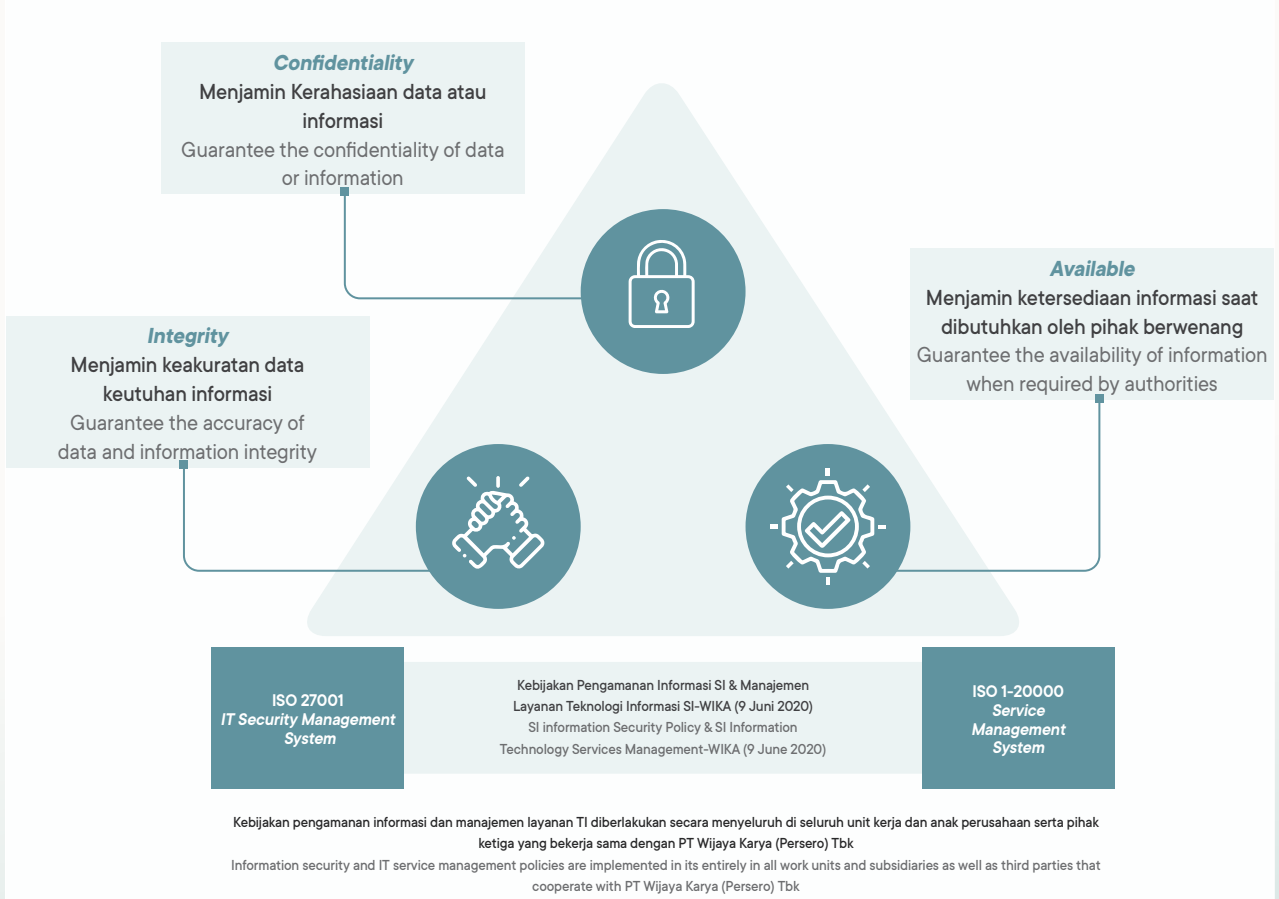 Confidentiality
Menjamin Kerahasiaan data atau
informasi
Guarantee the confidentiality of data
or information
Available
Menjamin ketersediaan informasi saat
dibutuhkan oleh pihak berwenang
Guarantee the availability of information
when required by authorities
Integrity
Menjamin keakuratan data
keutuhan informasi
Guarantee the accuracy of
data and information integrity
ISO 27001
IT Security Management
System
Kebijakan Pengamanan Informasi SI & Manajemen
Layanan Teknologi Informasi SI-WIKA (9 Juni 2020)
SI information Security Policy & SI Information
Technology Services Management-WIKA (9 June 2020)
ISO 1-20000
Service
Management
System
Kebijakan pengamanan informasi dan manajemen layanan TI diberlakukan secara menyeluruh di seluruh unit kerja dan anak perusahaan serta pihak
ketiga yang bekerja sama dengan PT Wijaya Karya (Persero) Tbk
Information security and IT service management policies are implemented in its entirely in all work units and subsidiaries as well as third parties that
cooperate with PT Wijaya Karya (Persero) Tbk